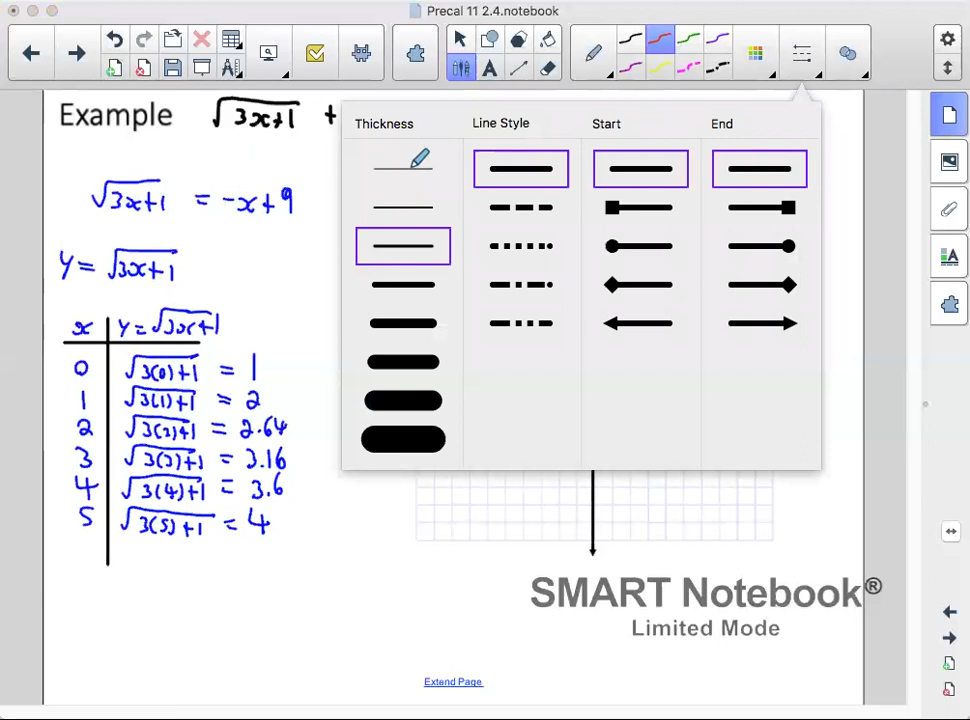 Precal 11 2.4.notebook
Example √3x+1 +
Thickness Line Style Start End
√3x+1 = -x+9
y = √3x+1
x y = √3x+1
0 √3(0)+1 = 1
1 √3(1)+1 = 2
2 √3(2)+1 = 2.64
3 √3(3)+1 = 3.16
4 √3(4)+1 = 3.6
5 √3(5)+1 = 4
SMART Notebook®
Limited Mode
Extend Page